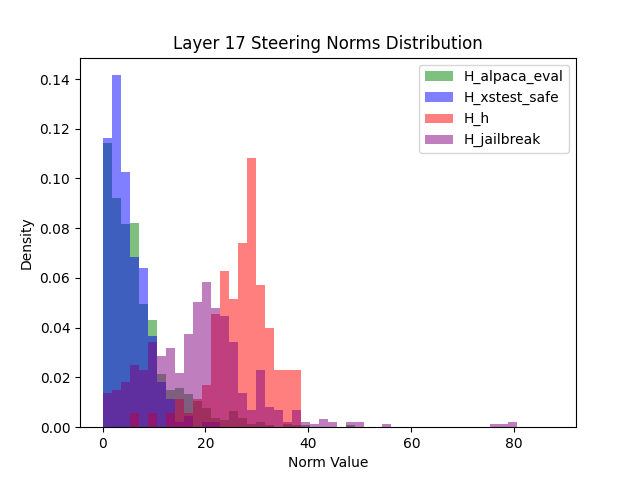 Layer 17 Steering Norms Distribution
H_alpaca_eval
H_xstest_safe
H_h
H_jailbreak
Density
0.14
0.12
0.10
0.08
0.06
0.04
0.02
0.00
0 20 40 60 80
Norm Value